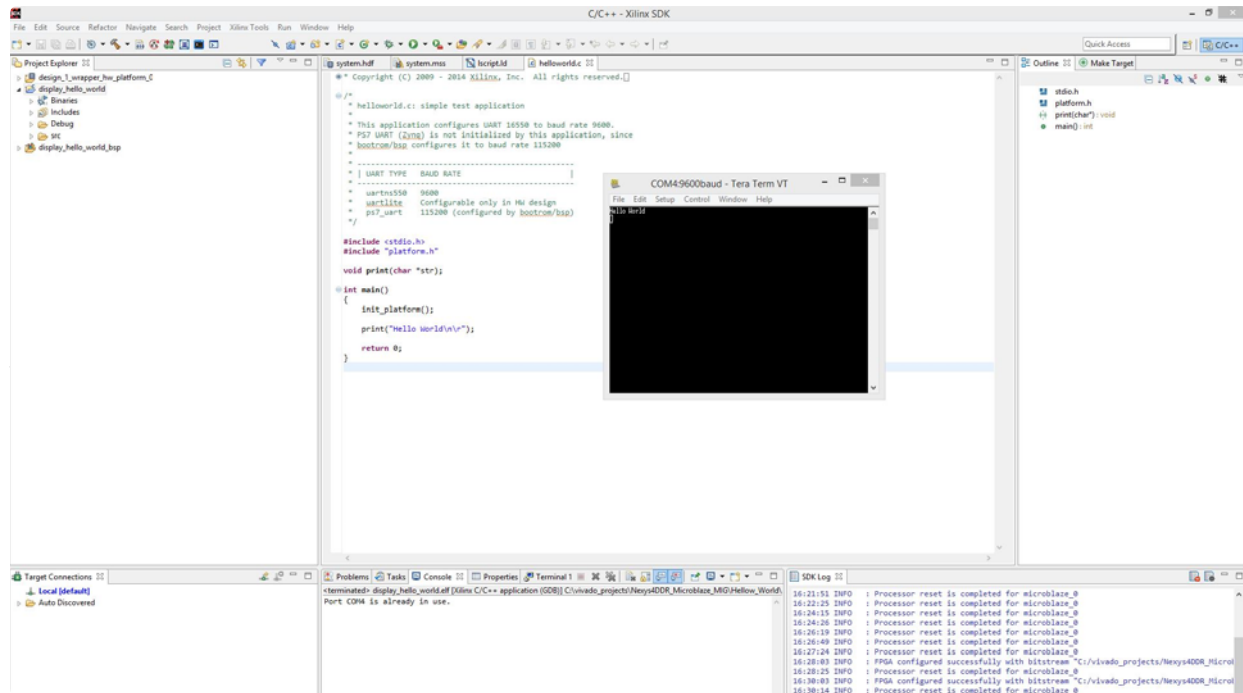 C/C++ - Xilinx SDK
File Edit Source Refactor Navigate Search Project Xilinx Tools Run Window Help
Quick Access
C/C++
Project Explorer
design_1_wrapper_hw_platform_0
display_hello_world
Binaries
Includes
Debug
src
display_hello_world_bsp
system.hdf system.mss lscript.ld helloworld.c
* Copyright (C) 2009 - 2014 Xilinx, Inc. All rights reserved.
/*
* helloworld.c: simple test application
*
* This application configures UART 16550 to baud rate 9600.
* PS7 UART (Zynq) is not initialized by this application, since
* bootrom/bsp configures it to baud rate 115200
*
* ------------------------------------------------
* | UART TYPE BAUD RATE |
* ------------------------------------------------
* uartns550 9600
* uartlite Configurable only in HW design
* ps7_uart 115200 (configured by bootrom/bsp)
*/
#include <stdio.h>
#include "platform.h"
void print(char *str);
int main()
{
init_platform();
print("Hello World\n\r");
return 0;
}
COM4:9600baud - Tera Term VT
File Edit Setup Control Window Help
Hello World
Outline Make Target
stdio.h
platform.h
print(char*) : void
main() : int
Target Connections
Local [default]
Auto Discovered
Problems Tasks Console Properties Terminal 1
<terminated> display_hello_world.elf [Xilinx C/C++ application (GDB)] C:\vivado_projects\Nexys4DDR_Microblaze_MIG\Hellow_World\
Port COM4 is already in use.
SDK Log
16:21:51 INFO : Processor reset is completed for microblaze_0
16:22:25 INFO : Processor reset is completed for microblaze_0
16:24:15 INFO : Processor reset is completed for microblaze_0
16:24:26 INFO : Processor reset is completed for microblaze_0
16:26:19 INFO : Processor reset is completed for microblaze_0
16:26:49 INFO : Processor reset is completed for microblaze_0
16:27:24 INFO : Processor reset is completed for microblaze_0
16:28:03 INFO : FPGA configured successfully with bitstream "C:/vivado_projects/Nexys4DDR_Microb
16:28:25 INFO : Processor reset is completed for microblaze_0
16:30:03 INFO : FPGA configured successfully with bitstream "C:/vivado_projects/Nexys4DDR_Microl
16:30:14 INFO : Processor reset is completed for microblaze_0